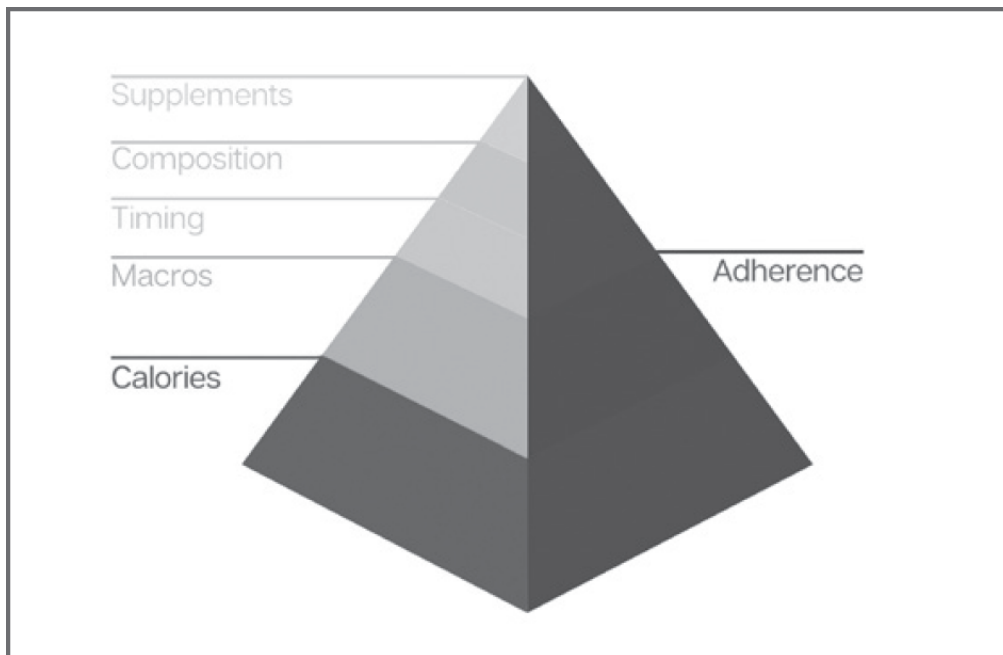 Supplements
Composition
Timing
Macros
Calories
Adherence